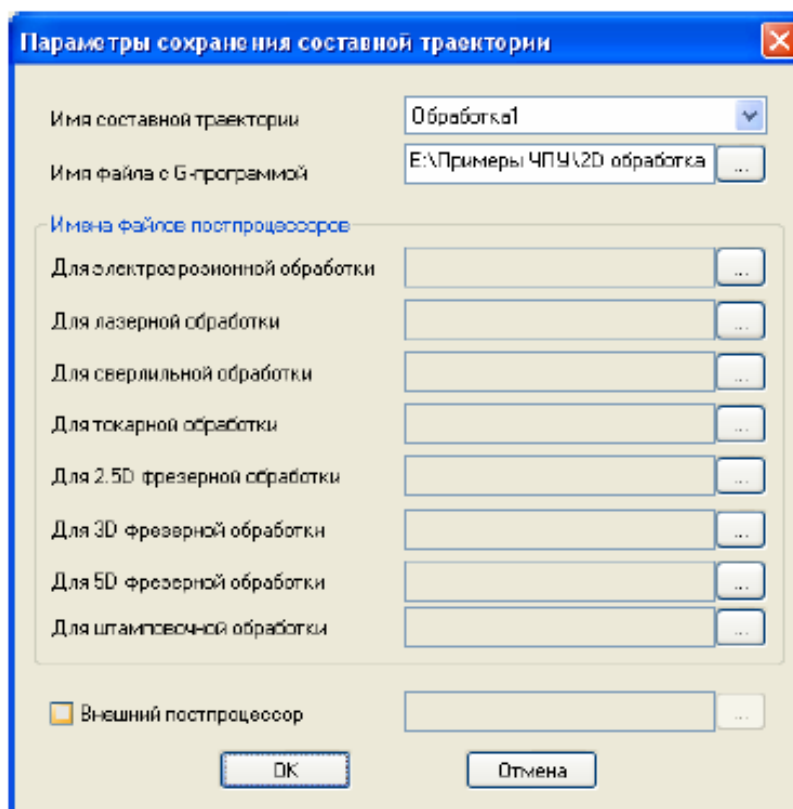 Параметры сохранения составной траектории
Имя составной траектории
Обработка1
Имя файла с G-программой
E:\Примеры ЧПУ\2D обработка
...
Имена файлов постпроцессоров
Для электроэрозионной обработки
...
Для лазерной обработки
...
Для сверлильной обработки
...
Для токарной обработки
...
Для 2.5D фрезерной обработки
...
Для 3D фрезерной обработки
...
Для 5D фрезерной обработки
...
Для штамповочной обработки
...
Внешний постпроцессор
...
OK
Отмена